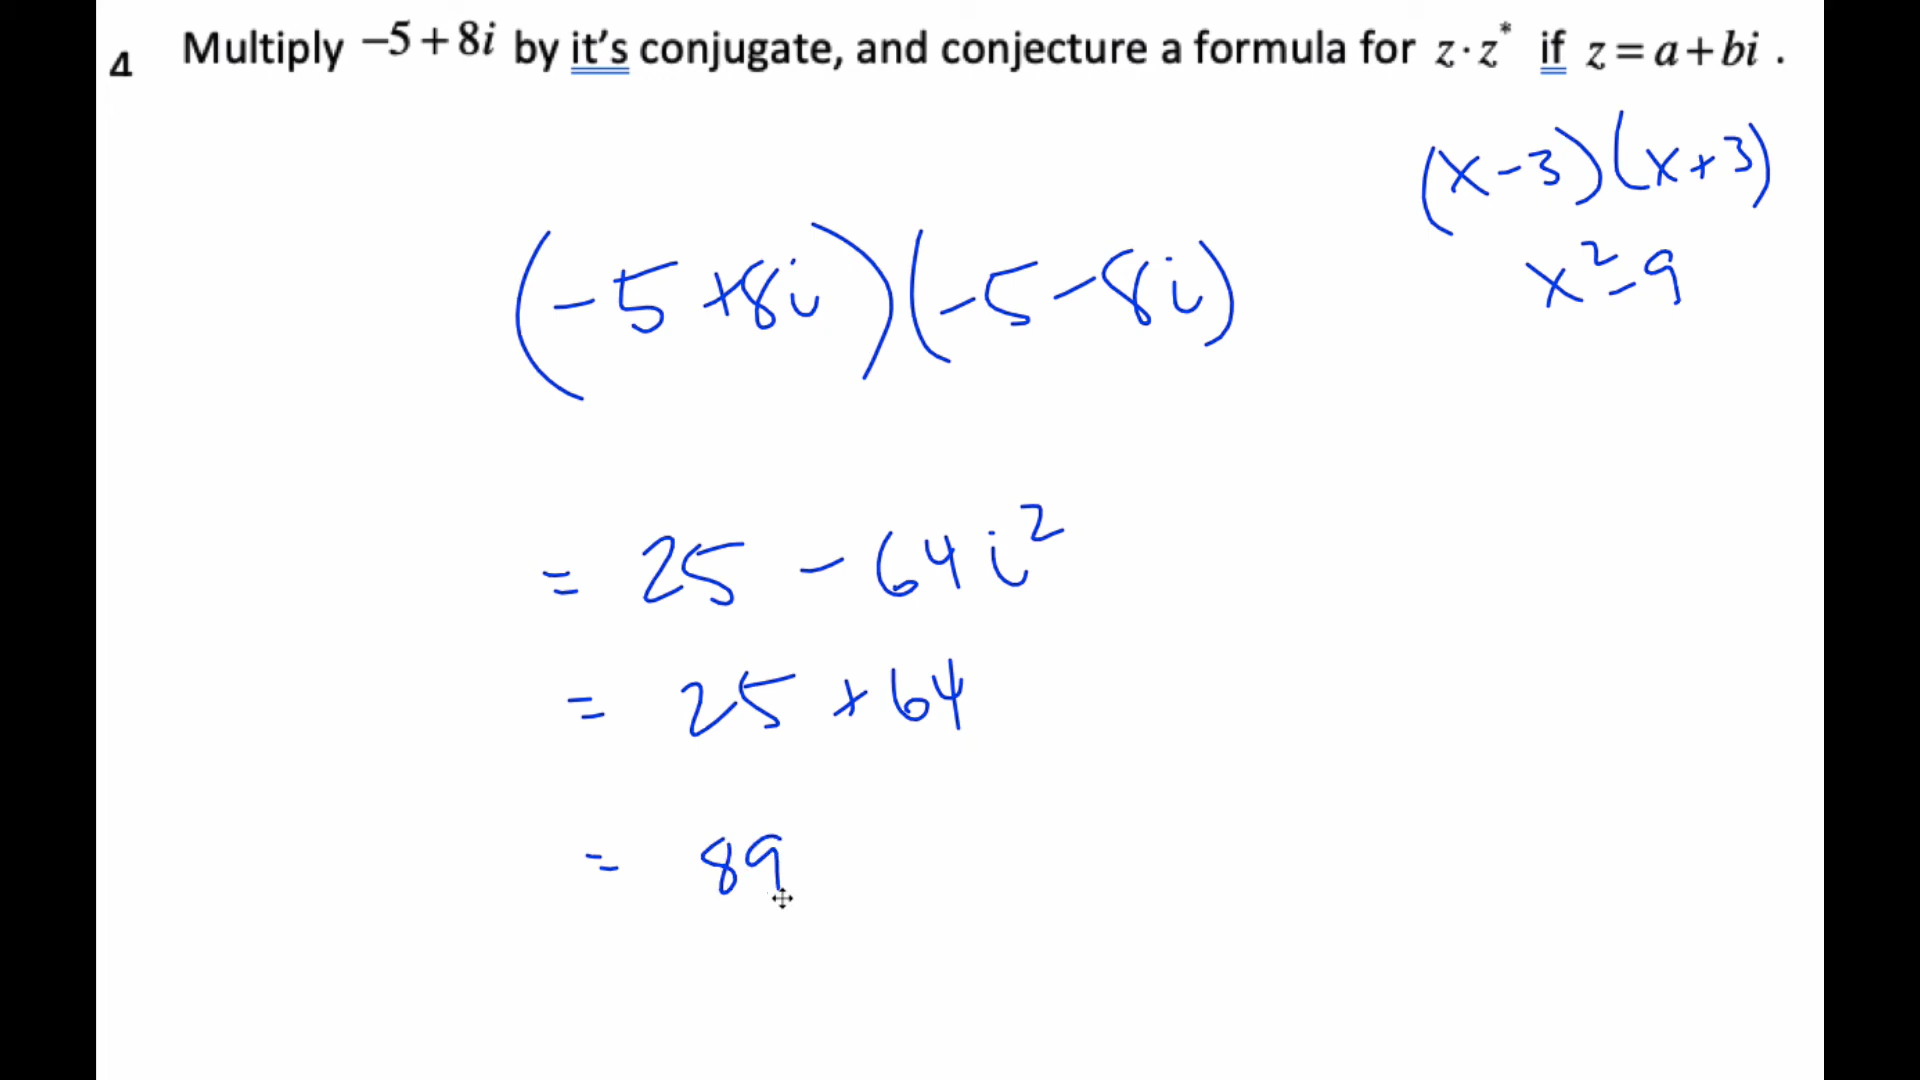 4 Multiply −5+8i by it's conjugate, and conjecture a formula for z·z* if z=a+bi .
(x-3)(x+3)
x²-9
(-5+8i)(-5-8i)
= 25 - 64i²
= 25 + 64
= 89